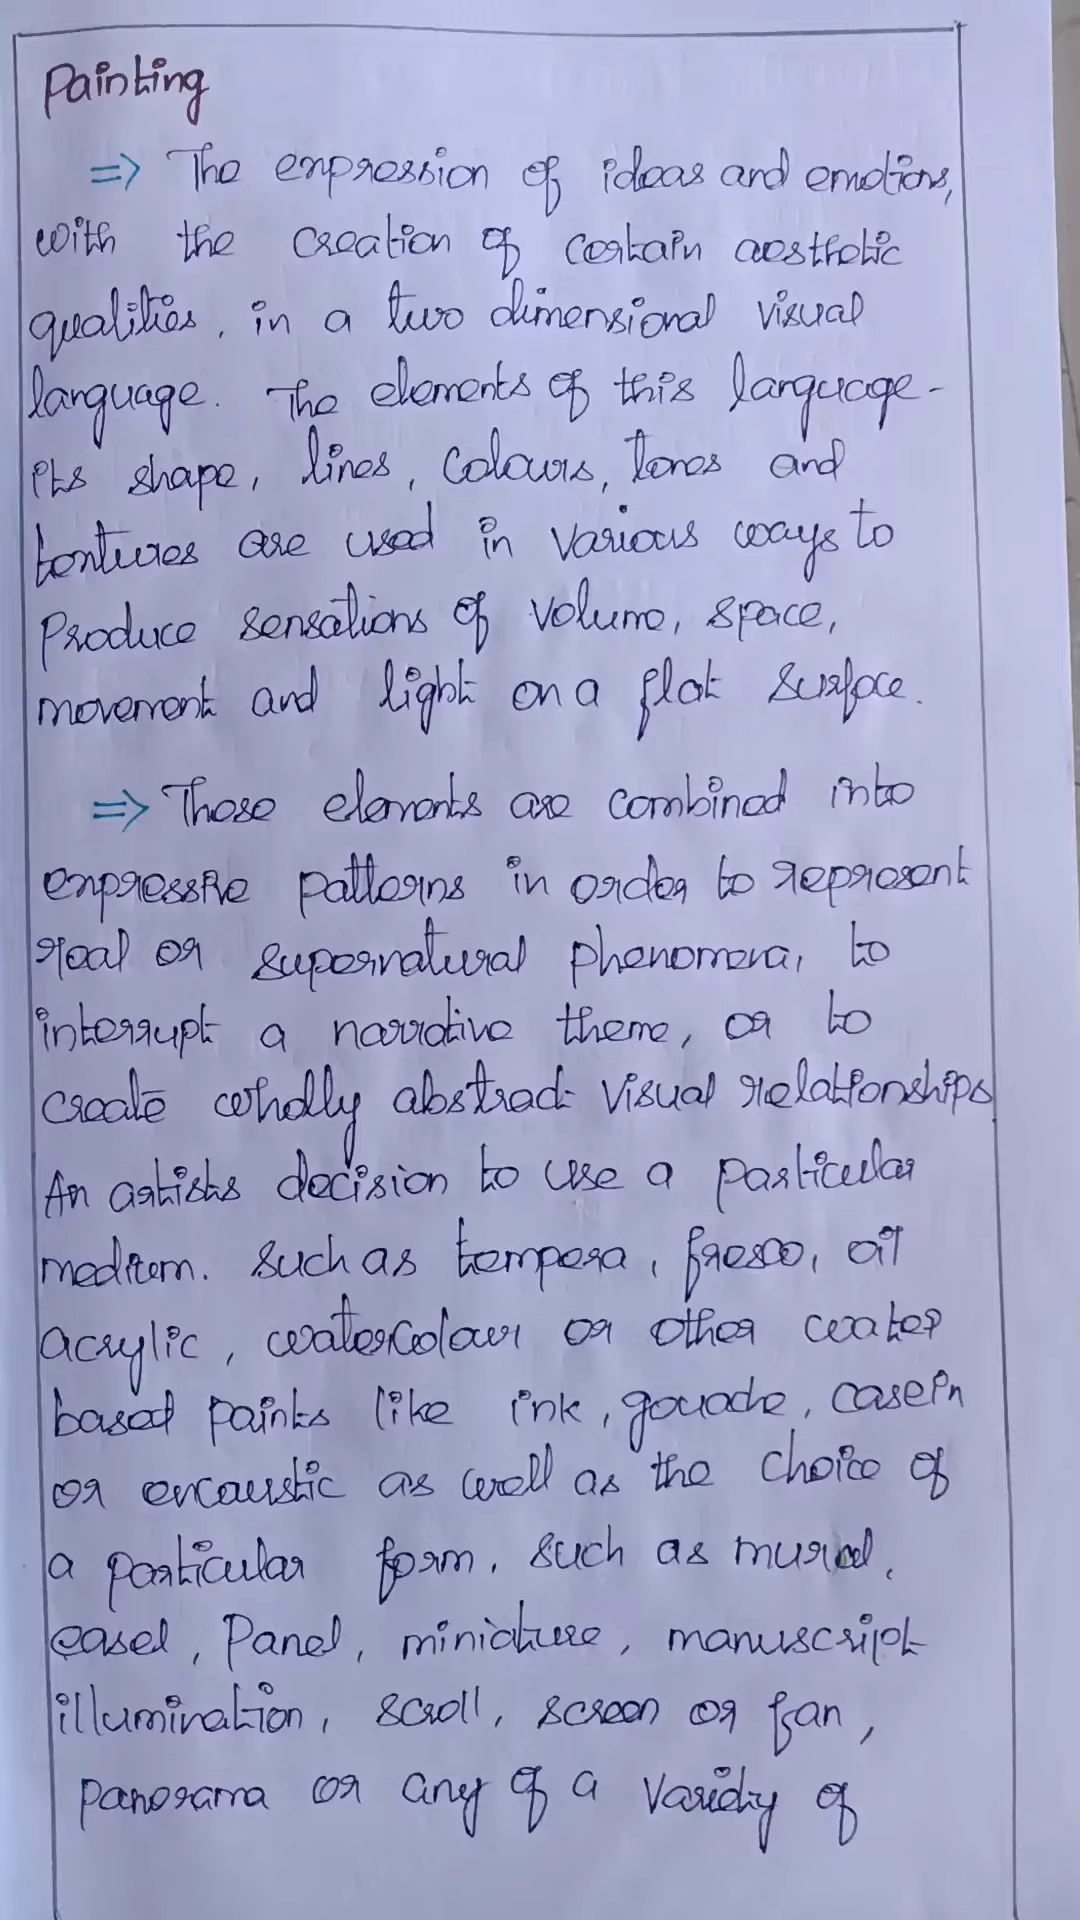 Painting
=> The expression of ideas and emotions,
with the creation of certain aesthetic
qualities, in a two dimensional visual
language. The elements of this language-
its shape, lines, colours, tones and
textures are used in various ways to
Produce sensations of volume, space,
movement and light on a flat surface.
=> These elements are combined into
expressive patterns in order to represent
real or supernatural phenomena, to
interrupt a narrative theme, or to
create wholly abstract visual relationships
An artists decision to use a particular
medium. Such as tempera, fresco, oil
acrylic, watercolour or other water
based paints like ink, gouache, casein
or encaustic as well as the choice of
a particular form, such as mural,
easel, Panel, miniature, manuscript
illumination, scroll, screen or fan,
panorama or any of a variety of